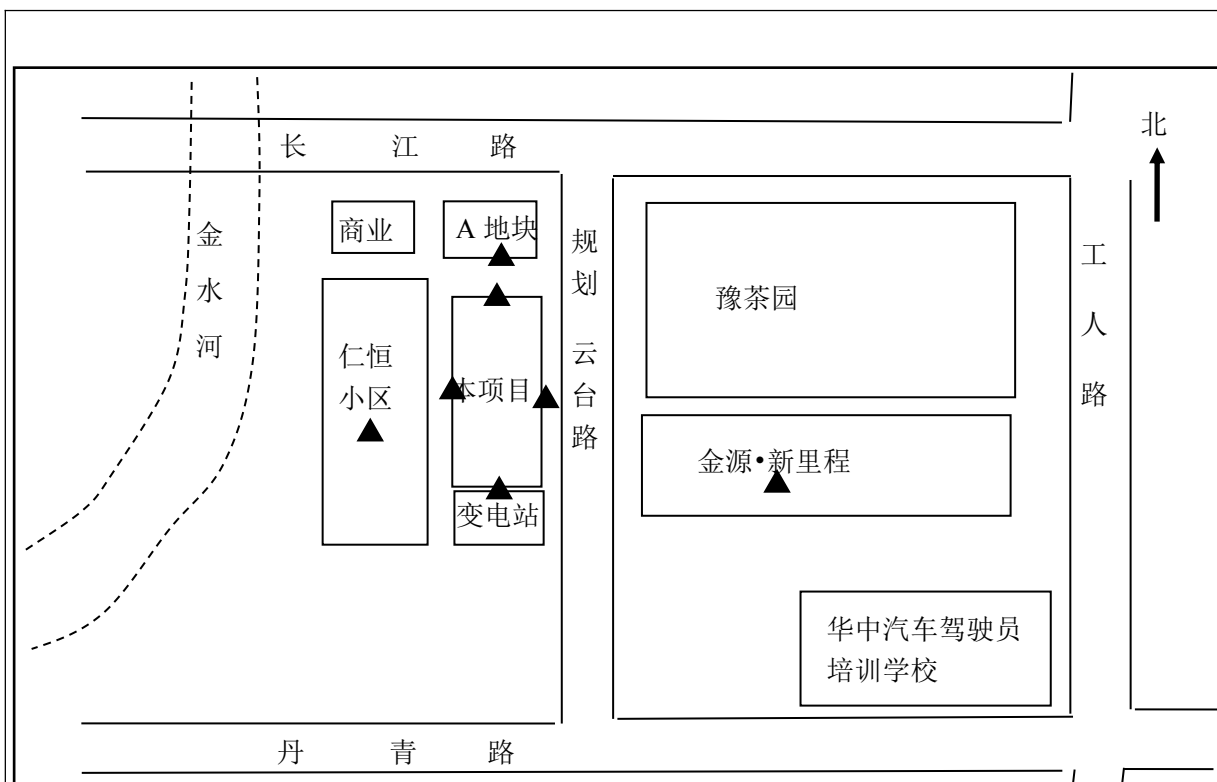 长江路
北
商业
A 地块
金水河
规划云台路
工人路
豫茶园
仁恒
小区
本项目
金源•新里程
变电站
华中汽车驾驶员
培训学校
丹青路